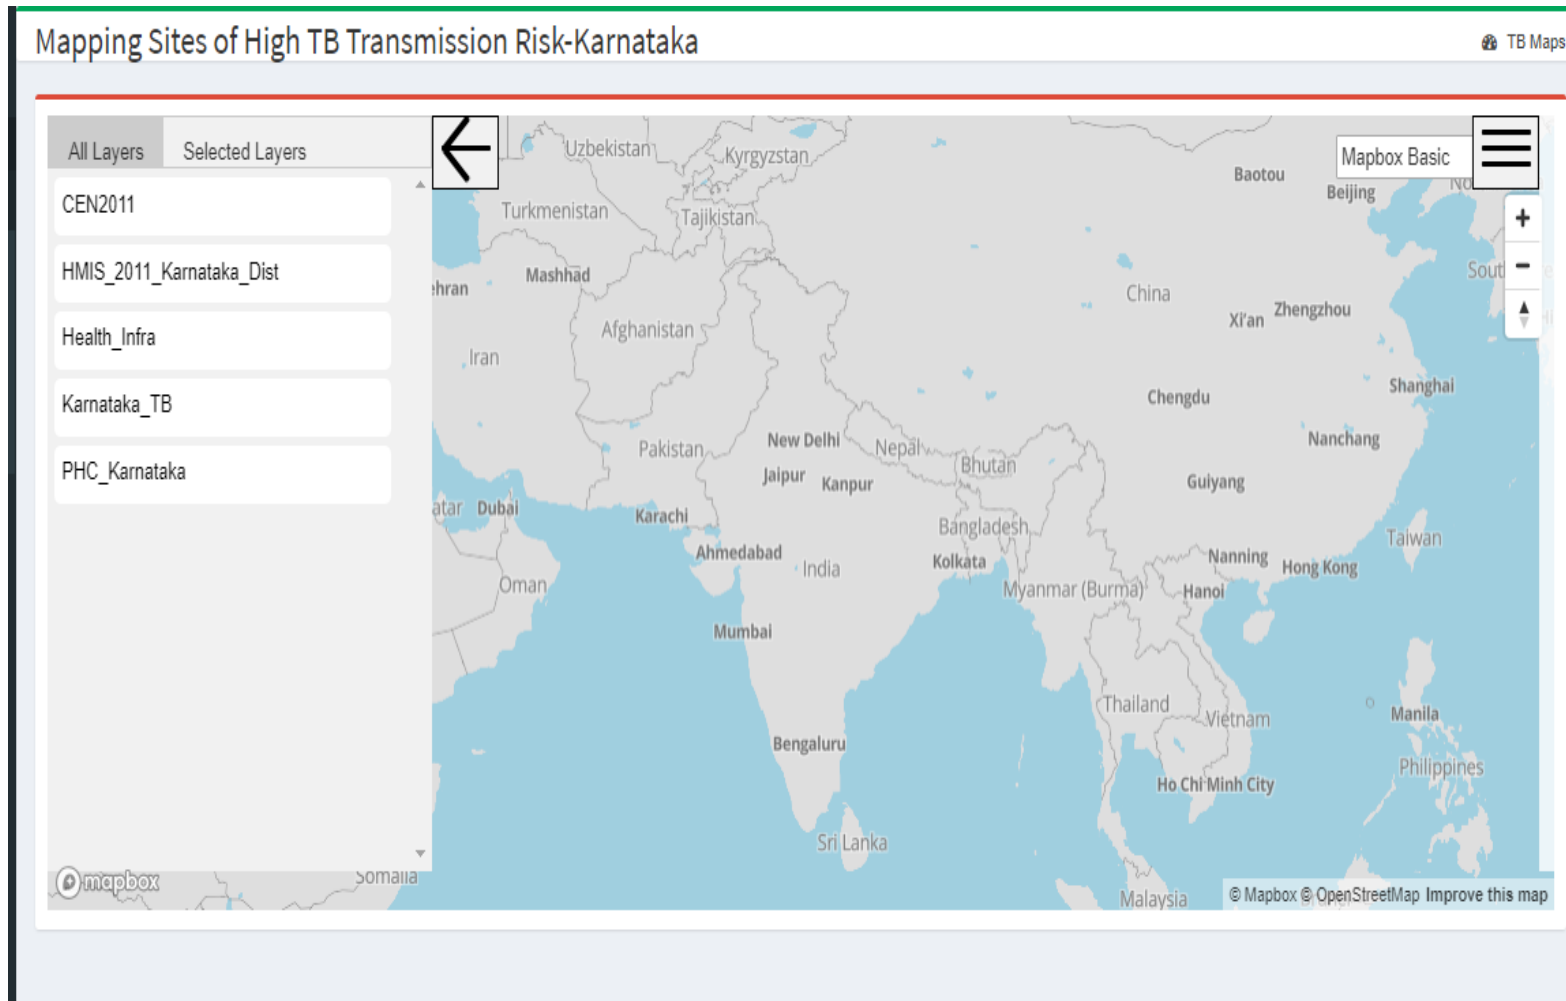 Mapping Sites of High TB Transmission Risk-Karnataka
TB Maps
All Layers
Selected Layers
CEN2011
HMIS_2011_Karnataka_Dist
Health_Infra
Karnataka_TB
PHC_Karnataka
Mapbox Basic
Uzbekistan
Kyrgyzstan
Baotou
Beijing
Turkmenistan
Tajikistan
Mashhad
ehran
China
Zhengzhou
Xi'an
Afghanistan
Iran
Shanghai
Chengdu
New Delhi
Nepal
Nanchang
Pakistan
Bhutan
Jaipur
Kanpur
Guiyang
atar
Dubai
Karachi
Bangladesh
Taiwan
Ahmedabad
India
Kolkata
Nanning
Hong Kong
Oman
Myanmar (Burma)
Hanoi
Mumbai
Thailand
Vietnam
Manila
Bengaluru
Philippines
Ho Chi Minh City
Sri Lanka
mapbox
Somalia
Malaysia
© Mapbox © OpenStreetMap Improve this map